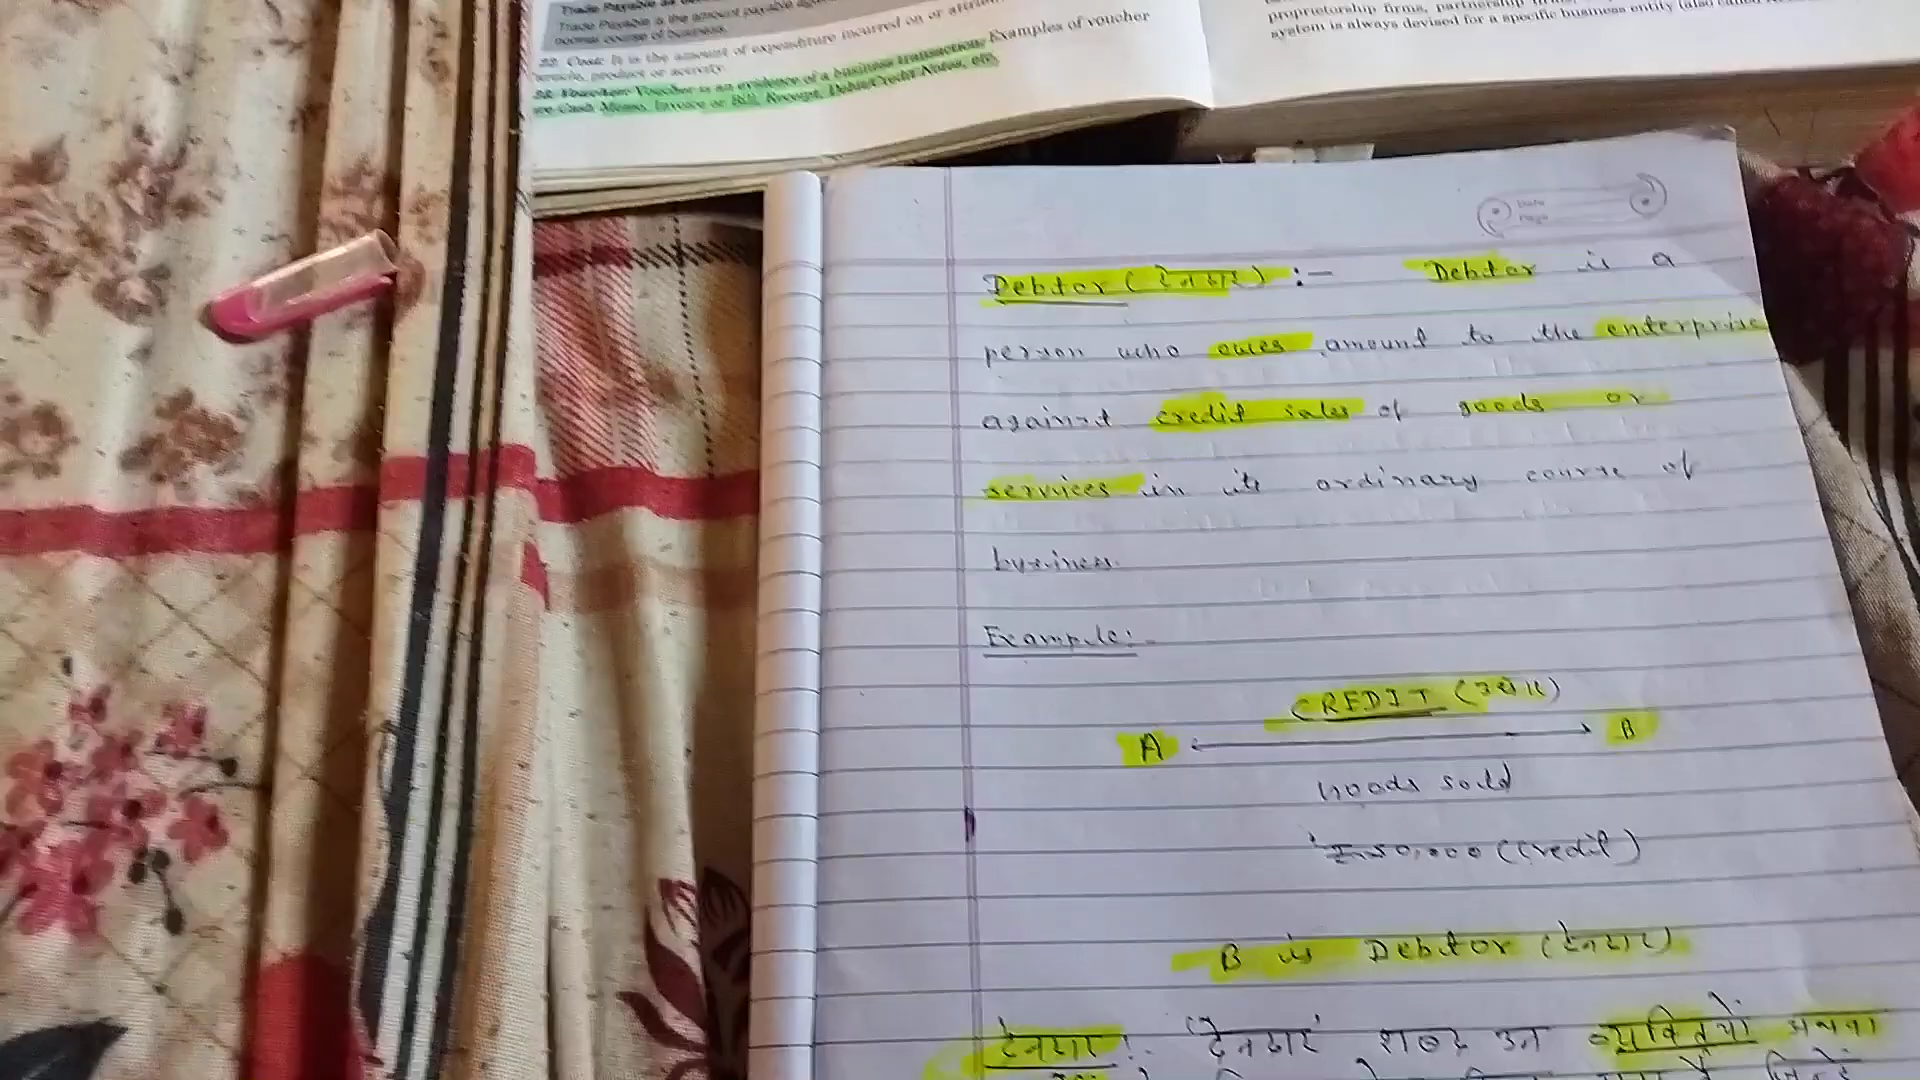 Trade Payable is the amount payable
normal course of business.
22. Cost: It is the amount of expenditure incurred on or
article, product or activity.
23. Voucher: Voucher is an evidence of a business transaction. Examples of voucher
are Cash Memo, Invoice or Bill, Receipt, Debit/Credit Notes, etc.
proprietorship firms, partnership
system is always devised for a specific business entity
Date
Page
Debtor (देनदार) :- Debtor is a
person who owes amount to the enterprise
against credit sales of goods or
services in its ordinary course of
business.
Example:-
CREDIT (उधार)
A B
Goods sold
50,000 (Credit)
B is Debtor (देनदार)
देनदार :- 'देनदार' शब्द उन व्यक्तियों अथवा